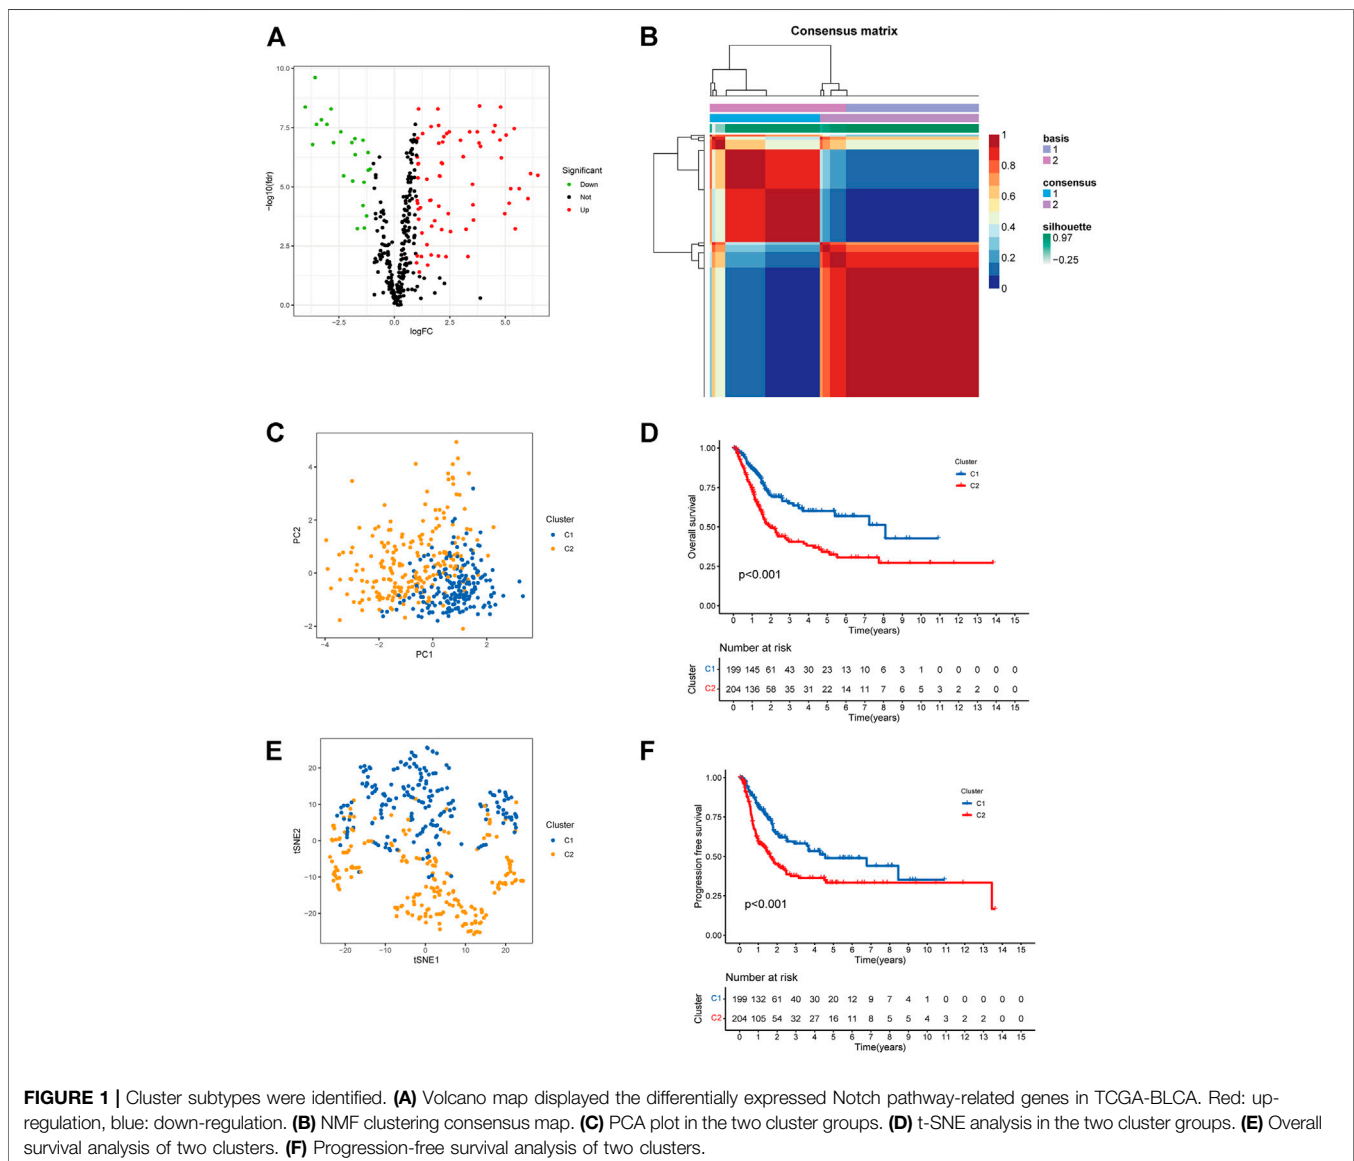 A
10.0
7.5
5.0
2.5
0.0
−log10(fdr)
−2.5 0.0 2.5 5.0
logFC
Significant
Down
Not
Up
B
Consensus matrix
1
0.8
0.6
0.4
0.2
0
basis
1
2
consensus
1
2
silhouette
0.97
−0.25
C
4
2
0
−2
PC2
−4 −2 0 2
PC1
Cluster
C1
C2
D
1.00
0.75
0.50
0.25
0.00
Overall survival
Cluster
C1
C2
p<0.001
0 1 2 3 4 5 6 7 8 9 10 11 12 13 14 15
Time(years)
Number at risk
Cluster
C1 199 145 61 43 30 23 13 10 6 3 1 0 0 0 0 0
C2 204 136 58 35 31 22 14 11 7 6 5 3 2 2 0 0
0 1 2 3 4 5 6 7 8 9 10 11 12 13 14 15
Time(years)
E
20
10
0
−10
−20
tSNE2
−20 −10 0 10 20
tSNE1
Cluster
C1
C2
F
1.00
0.75
0.50
0.25
0.00
Progression free survival
Cluster
C1
C2
p<0.001
0 1 2 3 4 5 6 7 8 9 10 11 12 13 14 15
Time(years)
Number at risk
Cluster
C1 199 132 61 40 30 20 12 9 7 4 1 0 0 0 0 0
C2 204 105 54 32 27 16 11 8 5 5 4 3 2 2 0 0
0 1 2 3 4 5 6 7 8 9 10 11 12 13 14 15
Time(years)
FIGURE 1 | Cluster subtypes were identified. (A) Volcano map displayed the differentially expressed Notch pathway-related genes in TCGA-BLCA. Red: up-
regulation, blue: down-regulation. (B) NMF clustering consensus map. (C) PCA plot in the two cluster groups. (D) t-SNE analysis in the two cluster groups. (E) Overall
survival analysis of two clusters. (F) Progression-free survival analysis of two clusters.